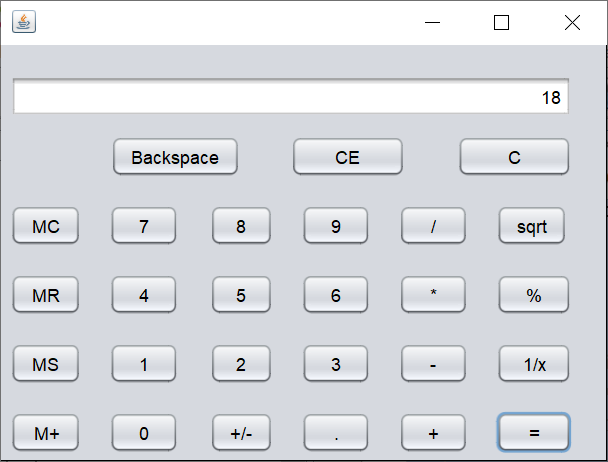 18
Backspace CE C
MC 7 8 9 / sqrt
MR 4 5 6 * %
MS 1 2 3 - 1/x
M+ 0 +/- . + =